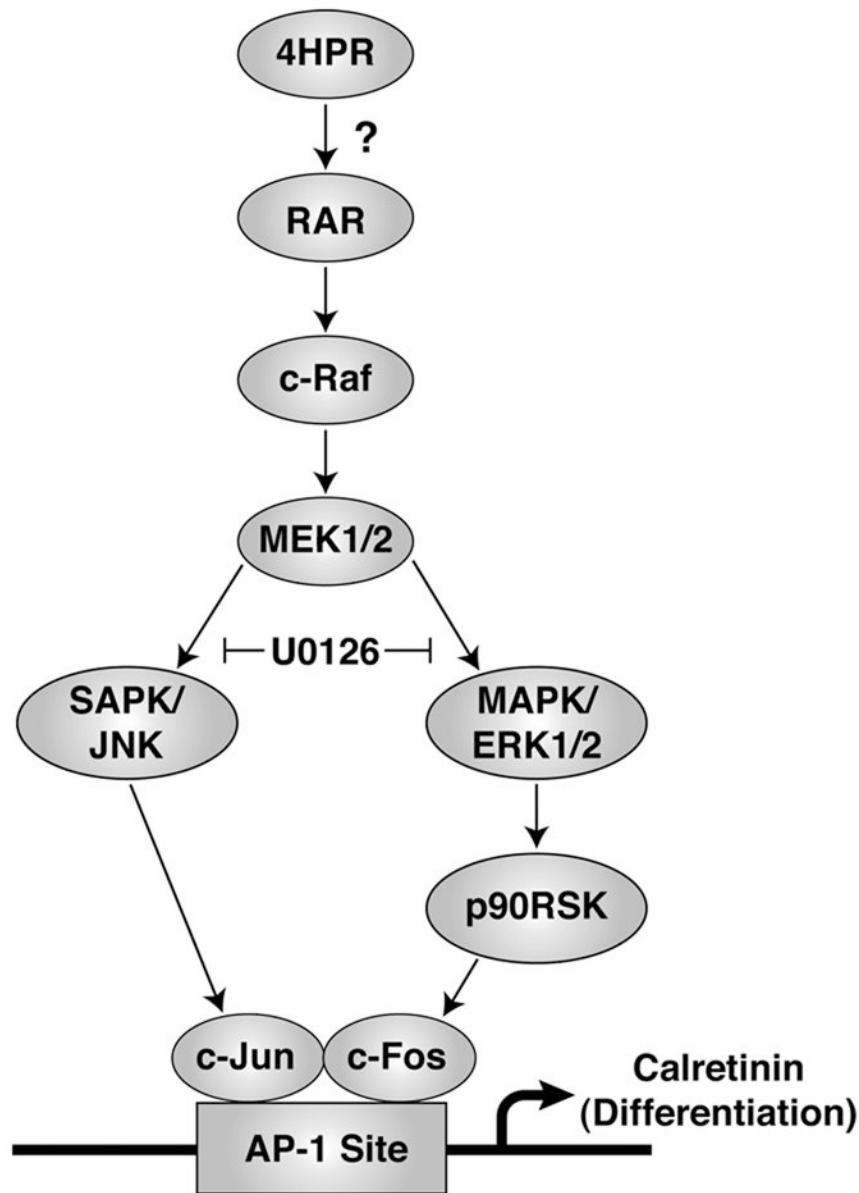 4HPR
?
RAR
c-Raf
MEK1/2
U0126
SAPK/
JNK
MAPK/
ERK1/2
p90RSK
c-Jun
c-Fos
Calretinin
(Differentiation)
AP-1 Site